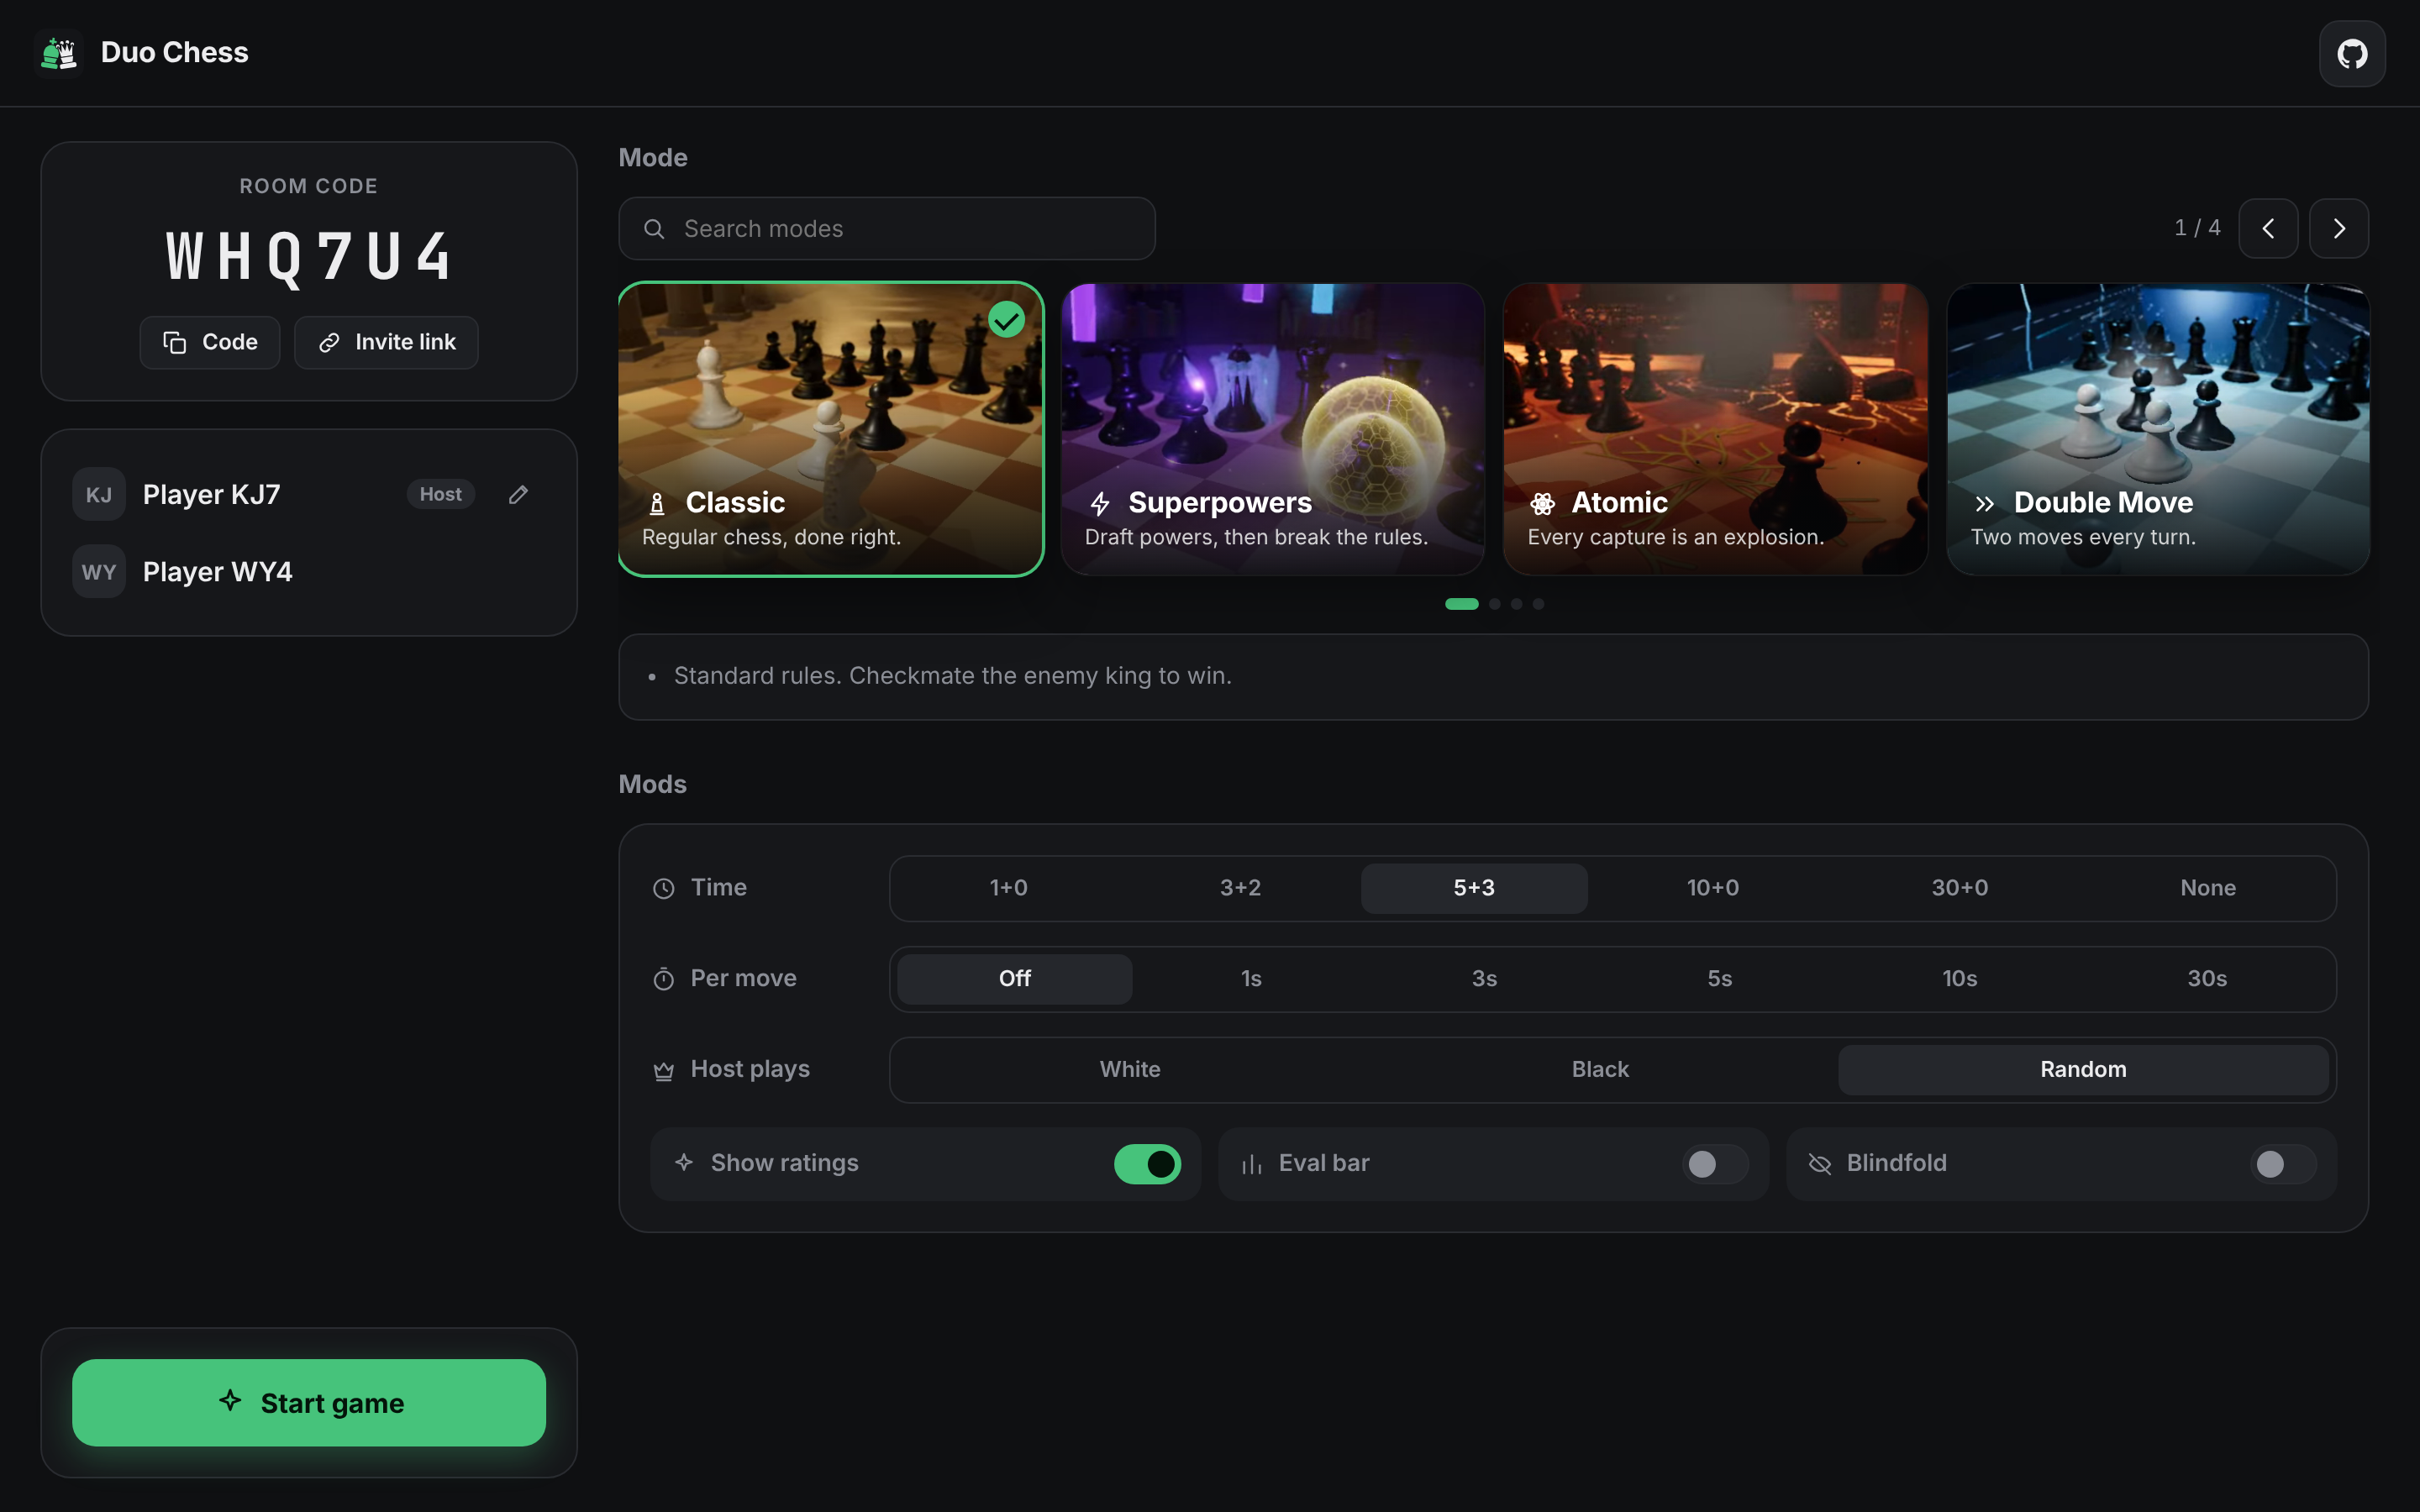 Duo Chess
ROOM CODE
WHQ7U4
Code
Invite link
KJ
Player KJ7
Host
WY
Player WY4
Start game
Mode
Search modes
1 / 4
Classic
Regular chess, done right.
Superpowers
Draft powers, then break the rules.
Atomic
Every capture is an explosion.
Double Move
Two moves every turn.
• Standard rules. Checkmate the enemy king to win.
Mods
Time
1+0 3+2 5+3 10+0 30+0 None
Per move
Off 1s 3s 5s 10s 30s
Host plays
White Black Random
Show ratings
Eval bar
Blindfold